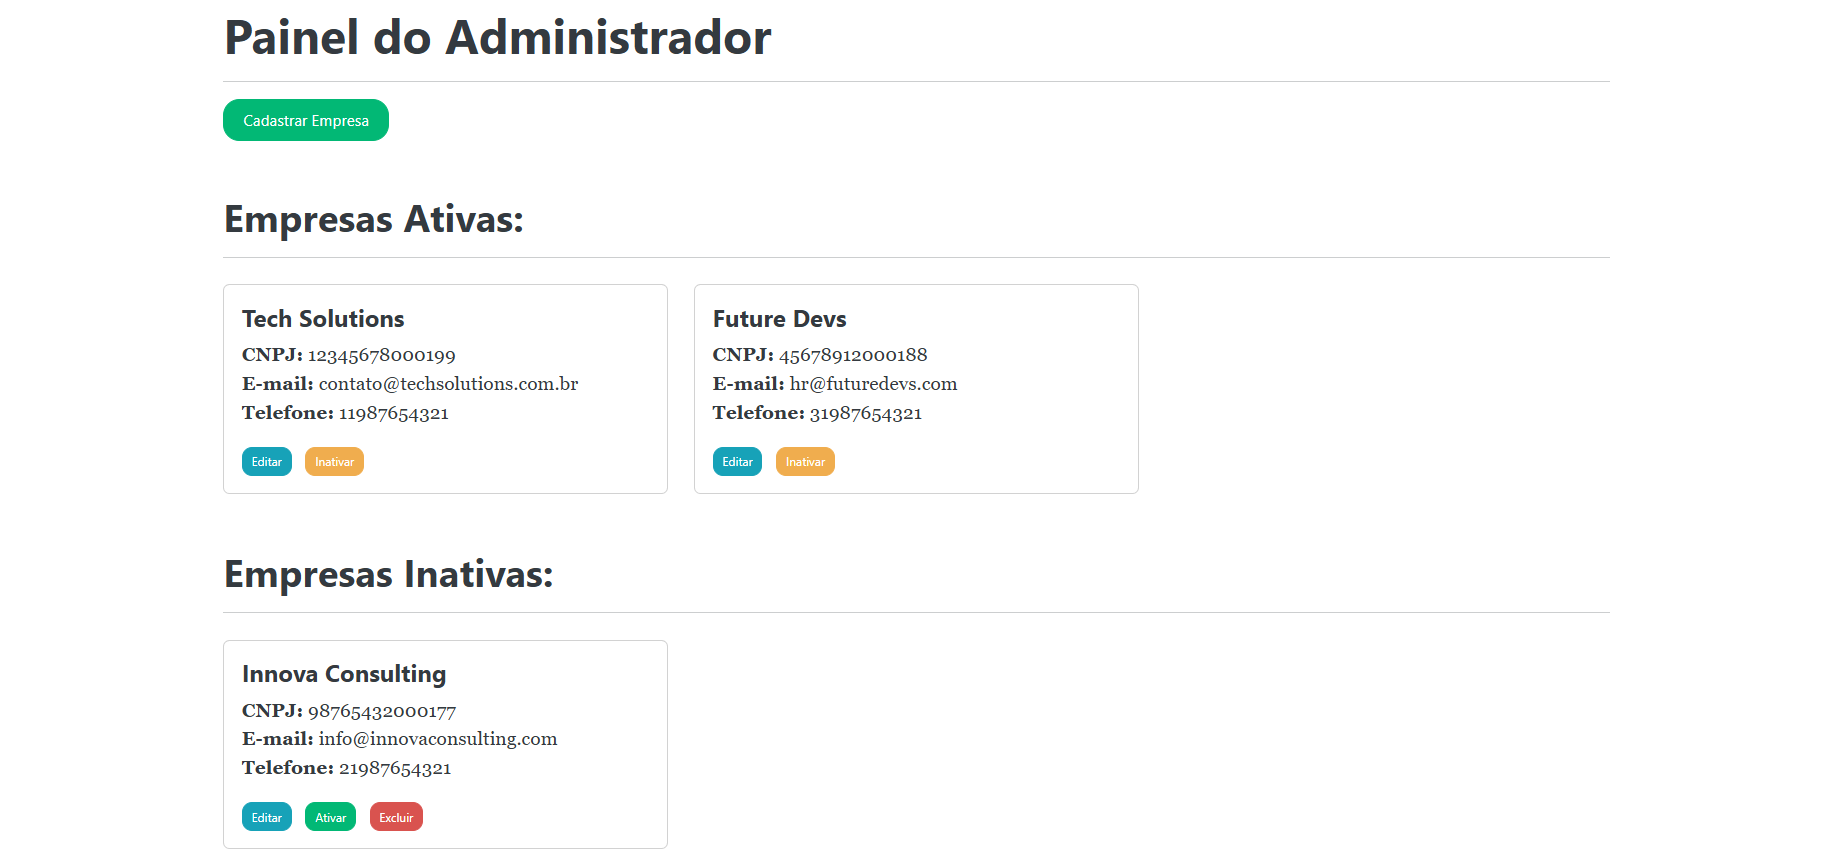 Painel do Administrador
Cadastrar Empresa
Empresas Ativas:
Tech Solutions
CNPJ: 12345678000199
E-mail: contato@techsolutions.com.br
Telefone: 11987654321
Editar Inativar
Future Devs
CNPJ: 45678912000188
E-mail: hr@futuredevs.com
Telefone: 31987654321
Editar Inativar
Empresas Inativas:
Innova Consulting
CNPJ: 98765432000177
E-mail: info@innovaconsulting.com
Telefone: 21987654321
Editar Ativar Excluir